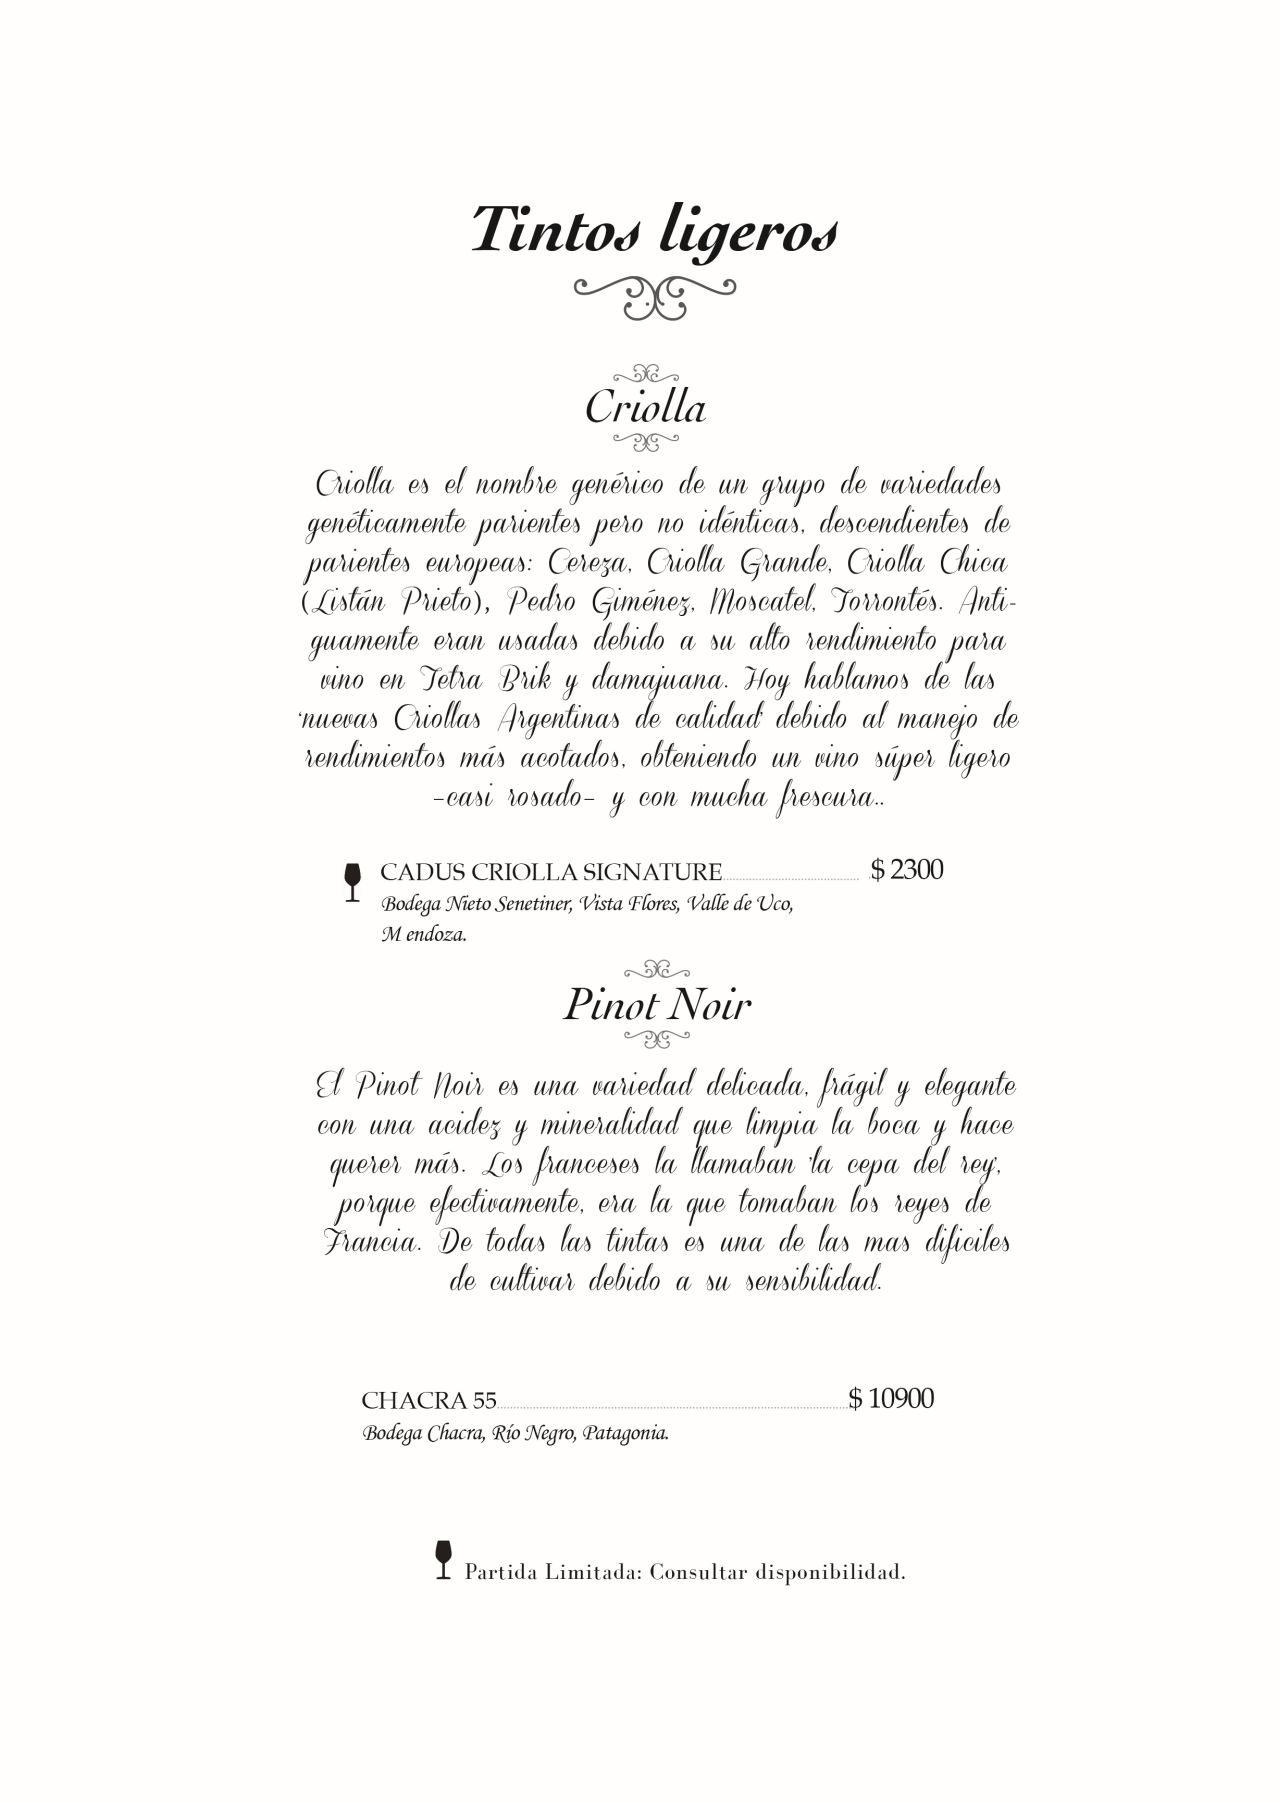 Tintos ligeros
Criolla
Criolla es el nombre genérico de un grupo de variedades
genéticamente parientes pero no idénticas, descendientes de
parientes europeas: Cereza, Criolla Grande, Criolla Chica
(Listán Prieto), Pedro Giménez, Moscatel, Torrontés. Anti-
guamente eran usadas debido a su alto rendimiento para
vino en Tetra Brik y damajuana. Hoy hablamos de las
'nuevas Criollas Argentinas de calidad' debido al manejo de
rendimientos más acotados, obteniendo un vino súper ligero
-casi rosado- y con mucha frescura..
CADUS CRIOLLA SIGNATURE $ 2300
Bodega Nieto Senetiner, Vista Flores, Valle de Uco,
M endoza.
Pinot Noir
El Pinot Noir es una variedad delicada, frágil y elegante
con una acidez y mineralidad que limpia la boca y hace
querer más. Los franceses la llamaban 'la cepa del rey',
porque efectivamente, era la que tomaban los reyes de
Francia. De todas las tintas es una de las mas dificiles
de cultivar debido a su sensibilidad.
CHACRA 55 $ 10900
Bodega Chacra, Río Negro, Patagonia.
Partida Limitada: Consultar disponibilidad.